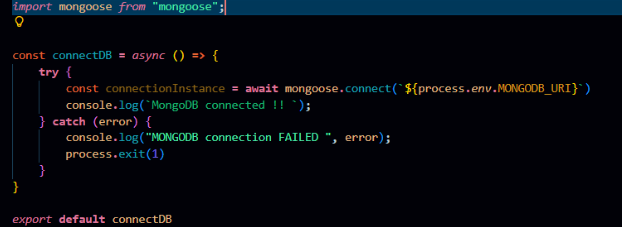 import mongoose from "mongoose";
const connectDB = async () => {
try {
const connectionInstance = await mongoose.connect(`${process.env.MONGODB_URI}`)
console.log(`MongoDB connected !! `);
} catch (error) {
console.log("MONGODB connection FAILED ", error);
process.exit(1)
}
}
export default connectDB